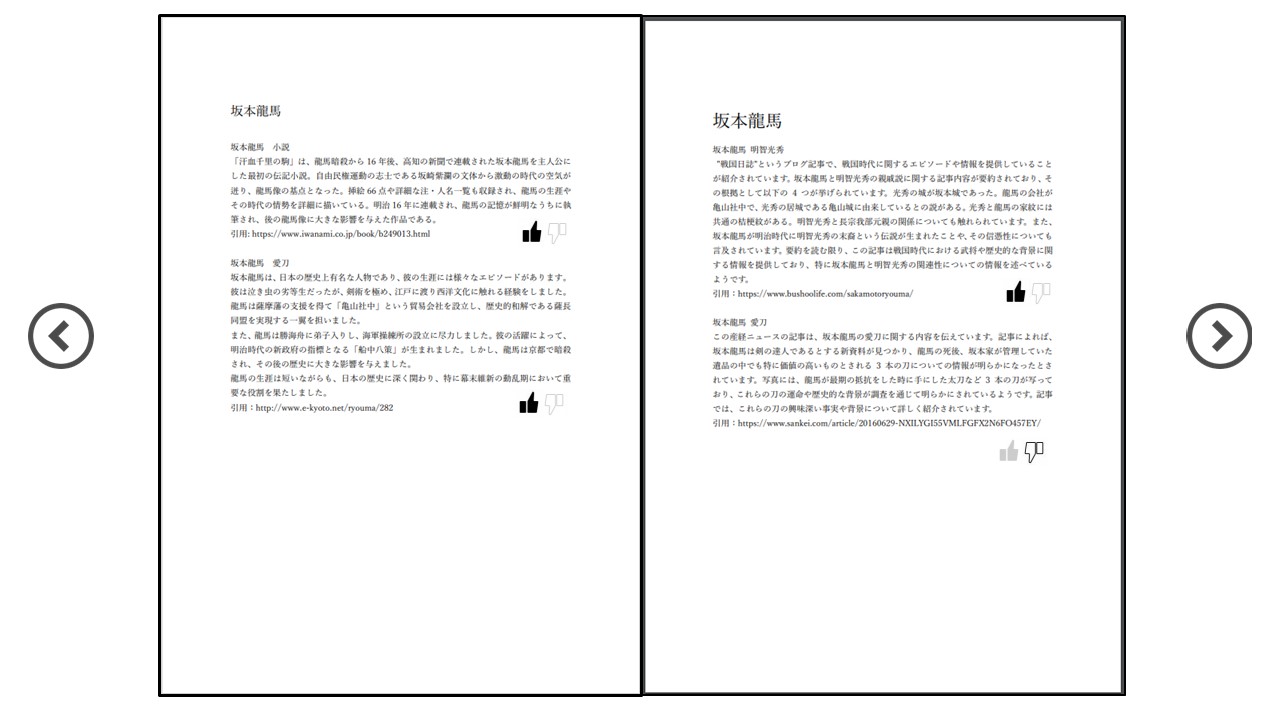 坂本龍馬
坂本龍馬　小説
「汗血千里の駒」は、龍馬暗殺から 16 年後、高知の新聞で連載された坂本龍馬を主人公に
した最初の伝記小説。自由民権運動の志士である坂崎紫瀾の文体から激動の時代の空気が
迸り、龍馬像の基点となった。挿絵 66 点や詳細な注・人名一覧も収録され、龍馬の生涯や
その時代の情勢を詳細に描いている。明治 16 年に連載され、龍馬の記憶が鮮明なうちに執
筆され、後の龍馬像に大きな影響を与えた作品である。
引用: https://www.iwanami.co.jp/book/b249013.html
坂本龍馬　愛刀
坂本龍馬は、日本の歴史上有名な人物であり、彼の生涯には様々なエピソードがあります。
彼は泣き虫の劣等生だったが、剣術を極め、江戸に渡り西洋文化に触れる経験をしました。
龍馬は薩摩藩の支援を得て「亀山社中」という貿易会社を設立し、歴史的和解である薩長
同盟を実現する一翼を担いました。
また、龍馬は勝海舟に弟子入りし、海軍操練所の設立に尽力しました。彼の活躍によって、
明治時代の新政府の指標となる「船中八策」が生まれました。しかし、龍馬は京都で暗殺
され、その後の歴史に大きな影響を与えました。
龍馬の生涯は短いながらも、日本の歴史に深く関わり、特に幕末維新の動乱期において重
要な役割を果たしました。
引用：http://www.e-kyoto.net/ryouma/282
坂本龍馬
坂本龍馬 明智光秀
"戦国日誌"というブログ記事で、戦国時代に関するエピソードや情報を提供していること
が紹介されています。坂本龍馬と明智光秀の親戚説に関する記事内容が要約されており、そ
の根拠として以下の 4 つが挙げられています。光秀の城が坂本城であった。龍馬の会社が
亀山社中で、光秀の居城である亀山城に由来しているとの説がある。光秀と龍馬の家紋には
共通の桔梗紋がある。明智光秀と長宗我部元親の関係についても触れられています。また、
坂本龍馬が明治時代に明智光秀の末裔という伝説が生まれたことや、その信憑性についても
言及されています。要約を読む限り、この記事は戦国時代における武将や歴史的な背景に関
する情報を提供しており、特に坂本龍馬と明智光秀の関連性についての情報を述べている
ようです。
引用：https://www.bushoolife.com/sakamotoryouma/
坂本龍馬 愛刀
この産経ニュースの記事は、坂本龍馬の愛刀に関する内容を伝えています。記事によれば、
坂本龍馬は剣の達人であるとする新資料が見つかり、龍馬の死後、坂本家が管理していた
遺品の中でも特に価値の高いものとされる 3 本の刀についての情報が明らかになったとさ
れています。写真には、龍馬が最期の抵抗をした時に手にした太刀など 3 本の刀が写って
おり、これらの刀の運命や歴史的な背景が調査を通じて明らかにされているようです。記事
では、これらの刀の興味深い事実や背景について詳しく紹介されています。
引用：https://www.sankei.com/article/20160629-NXILYGI55VMLFGFX2N6FO457EY/